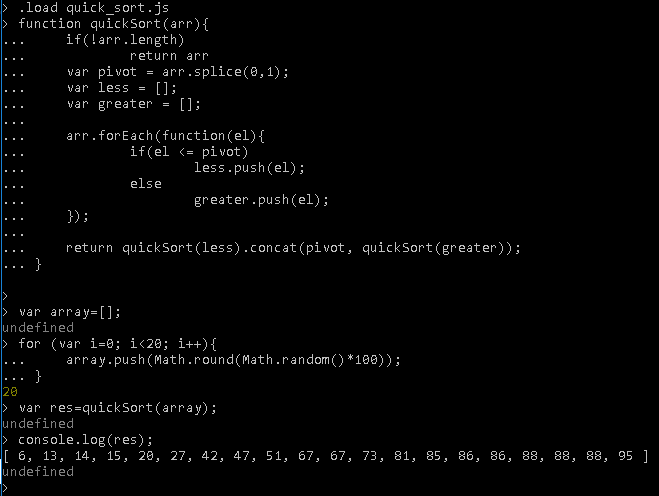 > .load quick_sort.js
> function quickSort(arr){
... if(!arr.length)
... return arr
... var pivot = arr.splice(0,1);
... var less = [];
... var greater = [];
...
... arr.forEach(function(el){
... if(el <= pivot)
... less.push(el);
... else
... greater.push(el);
... });
...
... return quickSort(less).concat(pivot, quickSort(greater));
... }
>
> var array=[];
undefined
> for (var i=0; i<20; i++){
... array.push(Math.round(Math.random()*100));
... }
20
> var res=quickSort(array);
undefined
> console.log(res);
[ 6, 13, 14, 15, 20, 27, 42, 47, 51, 67, 67, 73, 81, 85, 86, 86, 88, 88, 88, 95 ]
undefined
>